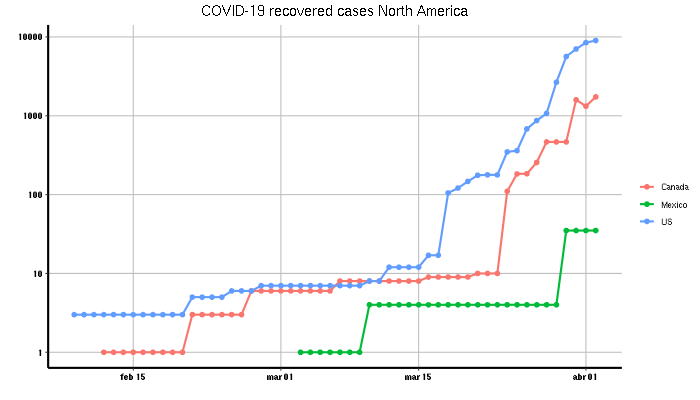 COVID-19 recovered cases North America
10000
1000
100
10
1
feb 15
mar 01
mar 15
abr 01
Canada
Mexico
US